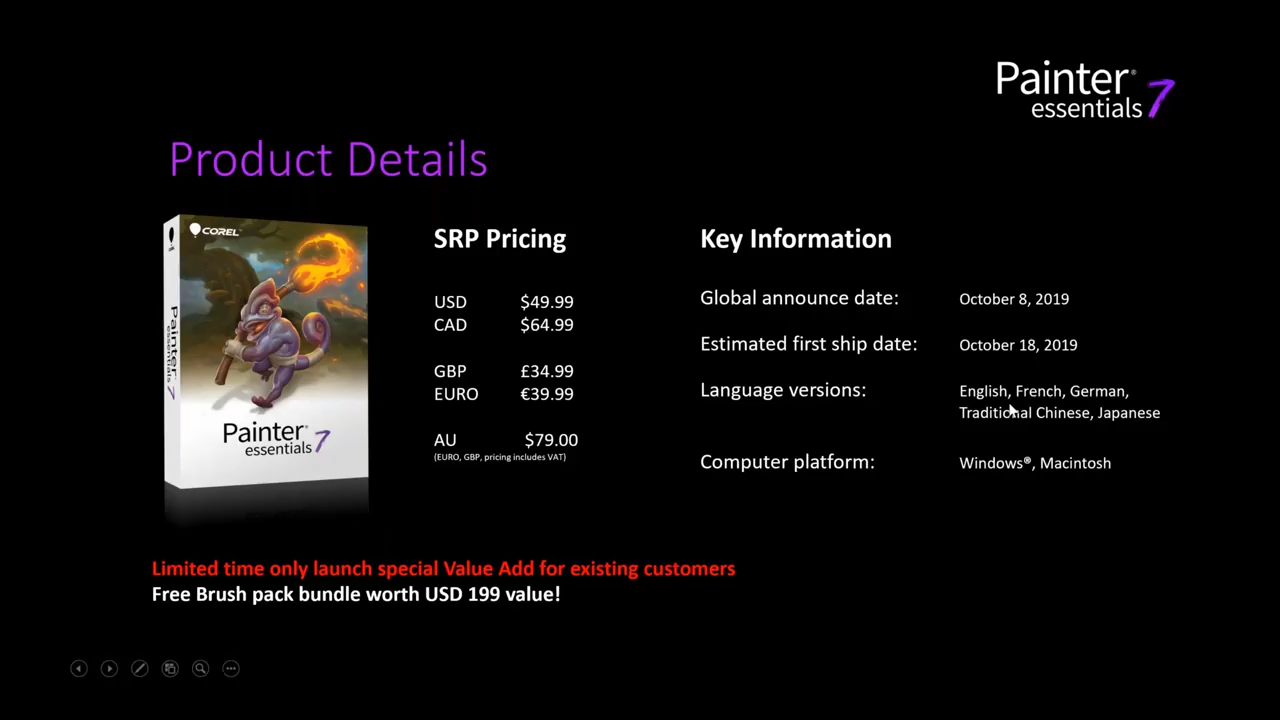 Painter®
essentials 7
Product Details
COREL
Painter essentials 7
Painter®
essentials 7
SRP Pricing
USD $49.99
CAD $64.99
GBP £34.99
EURO €39.99
AU $79.00
(EURO, GBP, pricing includes VAT)
Key Information
Global announce date: October 8, 2019
Estimated first ship date: October 18, 2019
Language versions: English, French, German,
Traditional Chinese, Japanese
Computer platform: Windows®, Macintosh
Limited time only launch special Value Add for existing customers
Free Brush pack bundle worth USD 199 value!